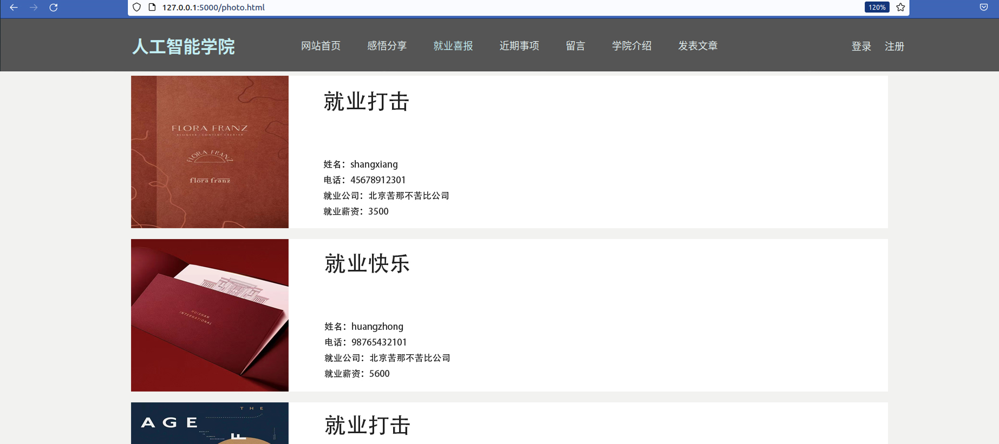 127.0.0.1:5000/photo.html
120%
人工智能学院
网站首页 感悟分享 就业喜报 近期事项 留言 学院介绍 发表文章
登录 注册
FLORA FRANZ
BLOGGER • CONTENT CREATOR
FLORA FRANZ
flora franz
就业打击
姓名：shangxiang
电话：45678912301
就业公司：北京苦那不苦比公司
就业薪资：3500
HUISHAN
INTERNATIONAL
就业快乐
姓名：huangzhong
电话：98765432101
就业公司：北京苦那不苦比公司
就业薪资：5600
THE
AGE
F
就业打击